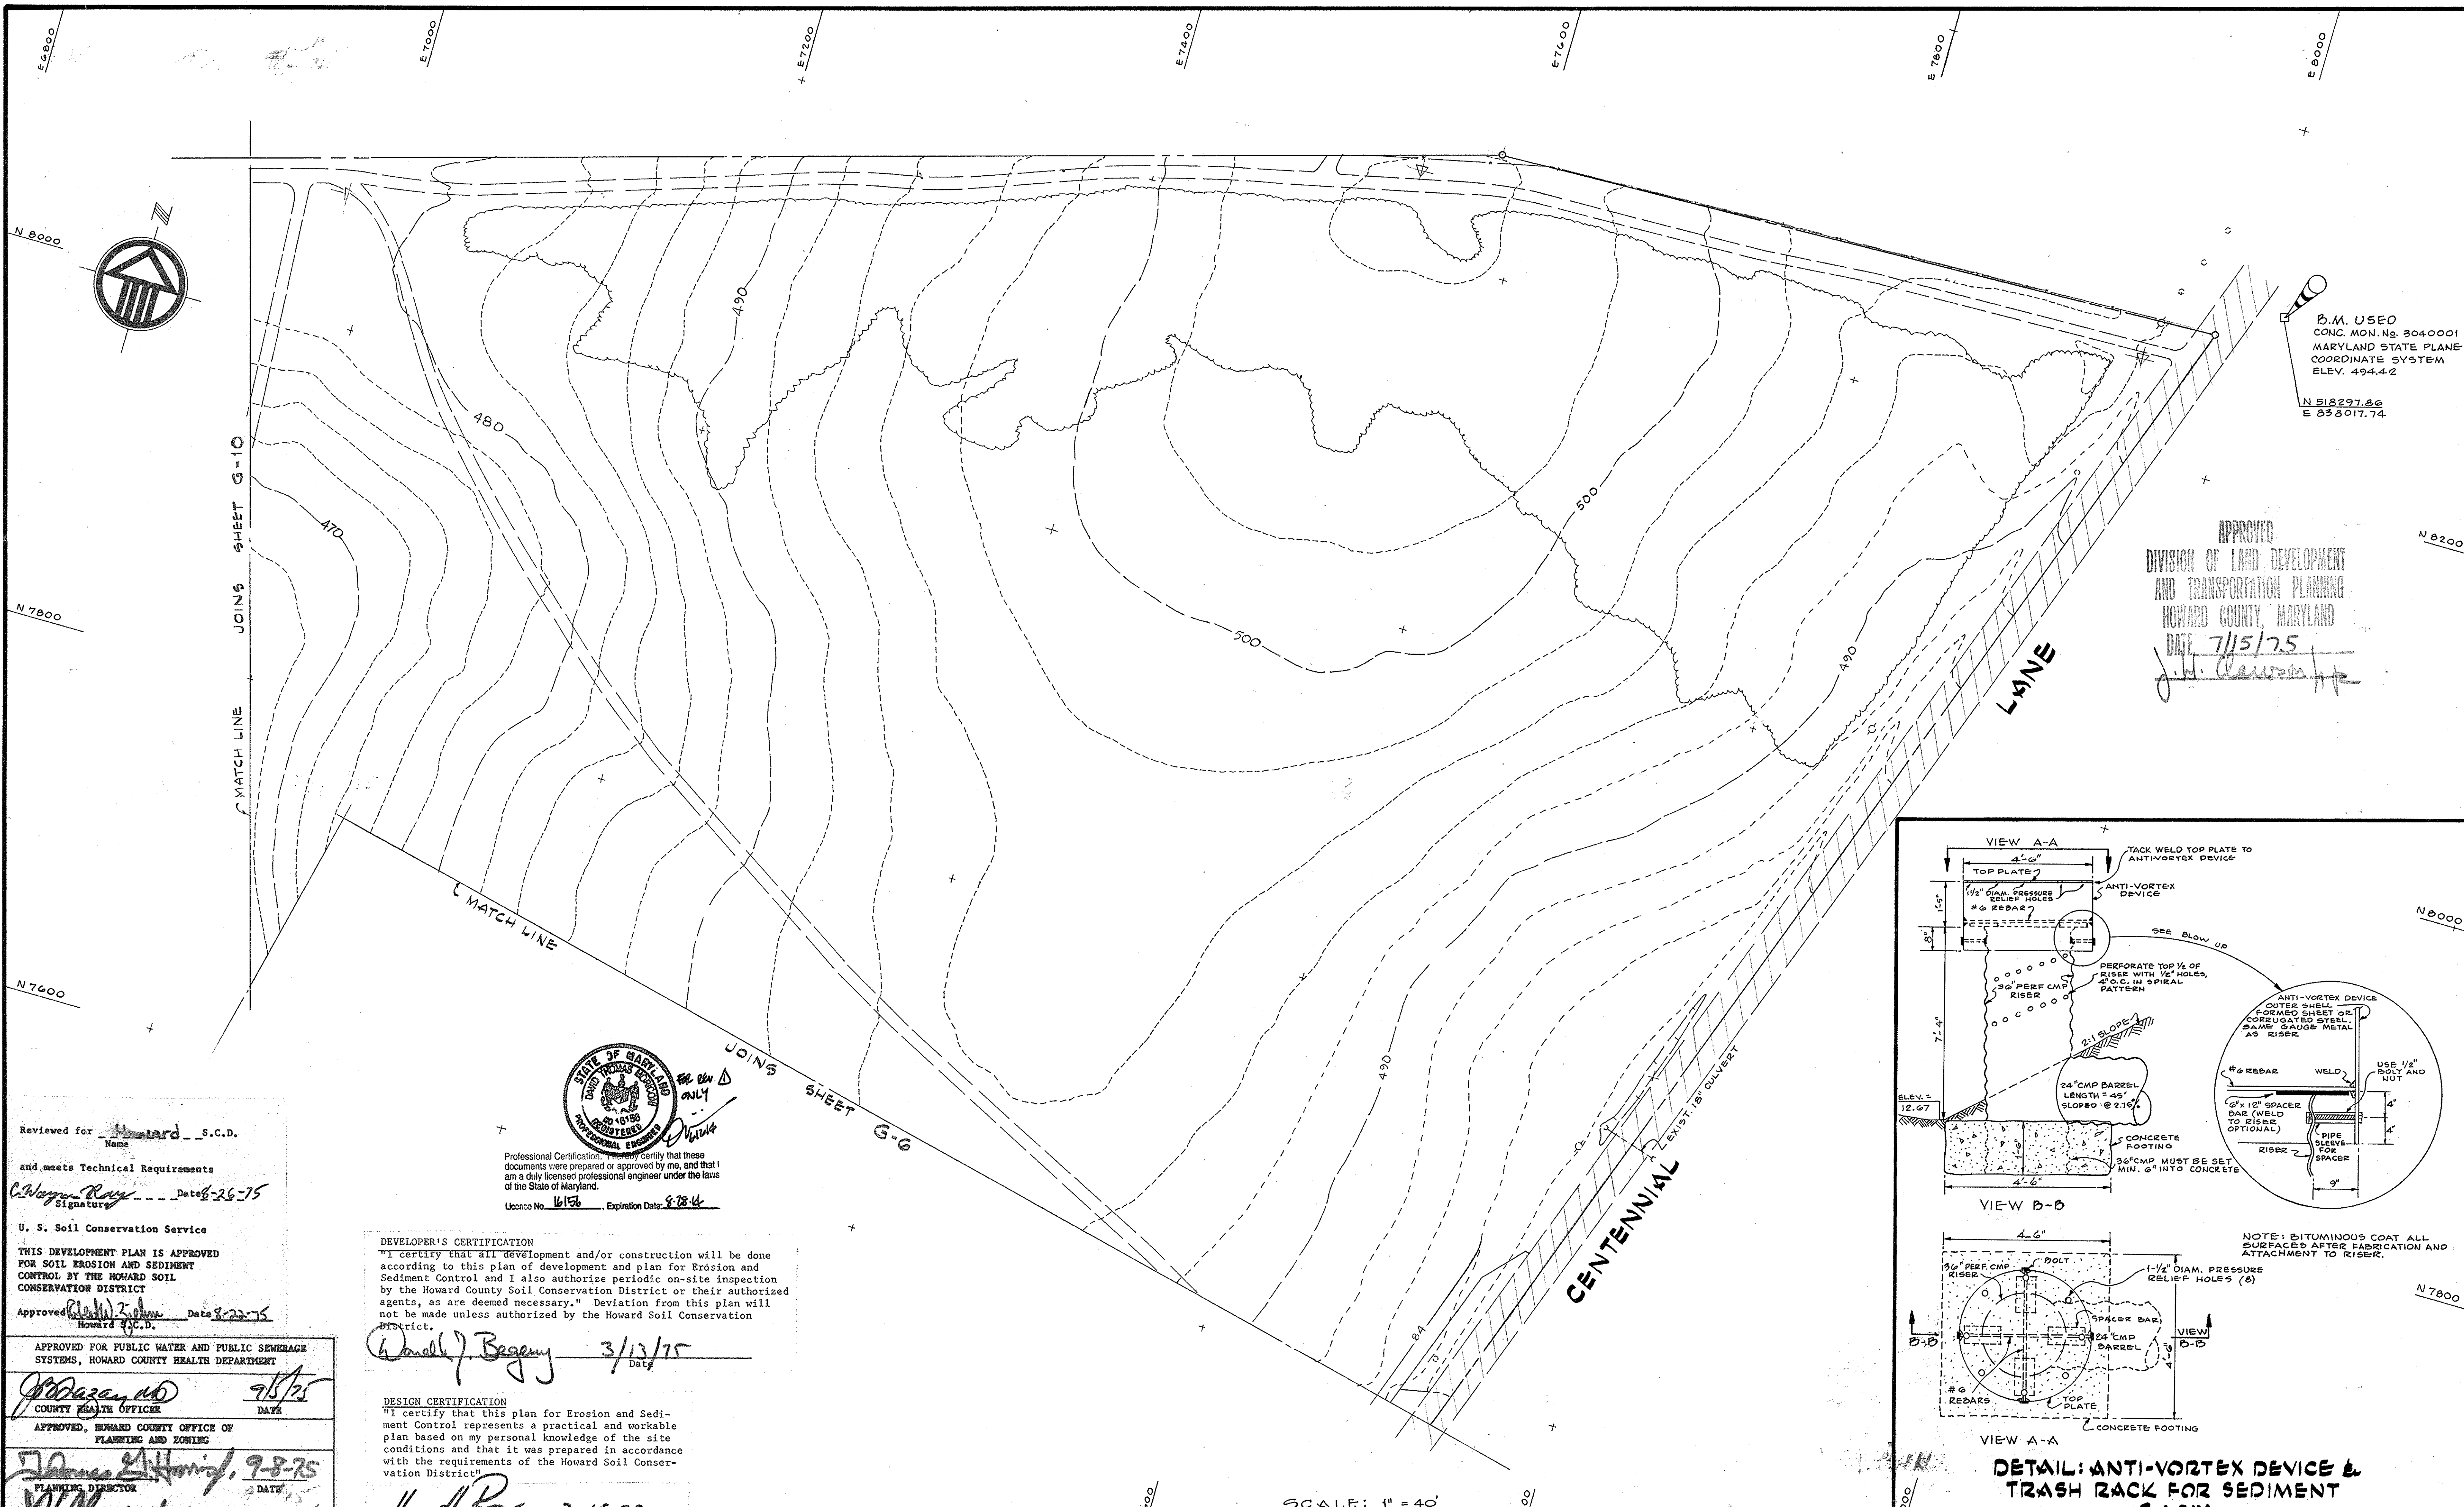 E 6800
E 7000
E 7200
E 7400
E 7600
E 7800
E 8000
N
N 8000
N 7800
N 7600
N 8200
N 8000
N 7800
MATCH LINE JOINS SHEET G-10
480
490
470
500
500
490
490
84
B.M. USED
CONC. MON. No. 3040001
MARYLAND STATE PLANE
COORDINATE SYSTEM
ELEV. 494.42
N 518297.86
E 838017.74
APPROVED
DIVISION OF LAND DEVELOPMENT
AND TRANSPORTATION PLANNING
HOWARD COUNTY, MARYLAND
DATE 7/15/75
CENTENNIAL LANE
EXIST. 18" CULVERT
MATCH LINE JOINS SHEET G-6
VIEW A-A
4'-6"
TACK WELD TOP PLATE TO
ANTI-VORTEX DEVICE
TOP PLATE
1½" DIAM. PRESSURE
RELIEF HOLES
ANTI-VORTEX
DEVICE
#6 REBAR
1'-5"
8"
SEE BLOW UP
PERFORATE TOP ½ OF
RISER WITH ½" HOLES,
4" O.C. IN SPIRAL
PATTERN
36" PERF CMP
RISER
7'-4"
2:1 SLOPE
24" CMP BARREL
LENGTH = 45'
SLOPED @ 2.75%
ELEV. =
12.67
CONCRETE
FOOTING
36" CMP MUST BE SET
MIN. 6" INTO CONCRETE
4'-6"
VIEW B-B
ANTI-VORTEX DEVICE
OUTER SHELL
FORMED SHEET OR
CORRUGATED STEEL.
SAME GAUGE METAL
AS RISER
#6 REBAR
WELD
USE ½"
BOLT AND
NUT
6" x 12" SPACER
BAR (WELD
TO RISER
OPTIONAL)
4"
4"
PIPE
SLEEVE
FOR
SPACER
RISER
9"
NOTE: BITUMINOUS COAT ALL
SURFACES AFTER FABRICATION AND
ATTACHMENT TO RISER.
4'-6"
36" PERF. CMP
RISER
BOLT
1-½" DIAM. PRESSURE
RELIEF HOLES (8)
SPACER BAR
24" CMP
BARREL
4'-6"
B-B
VIEW
B-B
#6
REBARS
TOP
PLATE
CONCRETE FOOTING
VIEW A-A
DETAIL: ANTI-VORTEX DEVICE &
TRASH RACK FOR SEDIMENT
SCALE: 1" = 40'
STATE OF MARYLAND
DAVID THOMAS
REGISTERED
PROFESSIONAL ENGINEER
FOR REV. 1
ONLY
Professional Certification. I hereby certify that these
documents were prepared or approved by me, and that I
am a duly licensed professional engineer under the laws
of the State of Maryland.
License No. 16156, Expiration Date: 8-28-14
Reviewed for Howard S.C.D.
Name
and meets Technical Requirements
C. Wayne Ray Date 8-26-75
Signature
U. S. Soil Conservation Service
THIS DEVELOPMENT PLAN IS APPROVED
FOR SOIL EROSION AND SEDIMENT
CONTROL BY THE HOWARD SOIL
CONSERVATION DISTRICT
Approved Date 8-22-75
Howard S.C.D.
APPROVED FOR PUBLIC WATER AND PUBLIC SEWERAGE
SYSTEMS, HOWARD COUNTY HEALTH DEPARTMENT
9/5/75
COUNTY HEALTH OFFICER DATE
APPROVED, HOWARD COUNTY OFFICE OF
PLANNING AND ZONING
Thomas G. Harris, 9-8-75
PLANNING DIRECTOR DATE
DEVELOPER'S CERTIFICATION
"I certify that all development and/or construction will be done
according to this plan of development and plan for Erosion and
Sediment Control and I also authorize periodic on-site inspection
by the Howard County Soil Conservation District or their authorized
agents, as are deemed necessary." Deviation from this plan will
not be made unless authorized by the Howard Soil Conservation
District.
3/13/75
Date
DESIGN CERTIFICATION
"I certify that this plan for Erosion and Sedi-
ment Control represents a practical and workable
plan based on my personal knowledge of the site
conditions and that it was prepared in accordance
with the requirements of the Howard Soil Conser-
vation District"